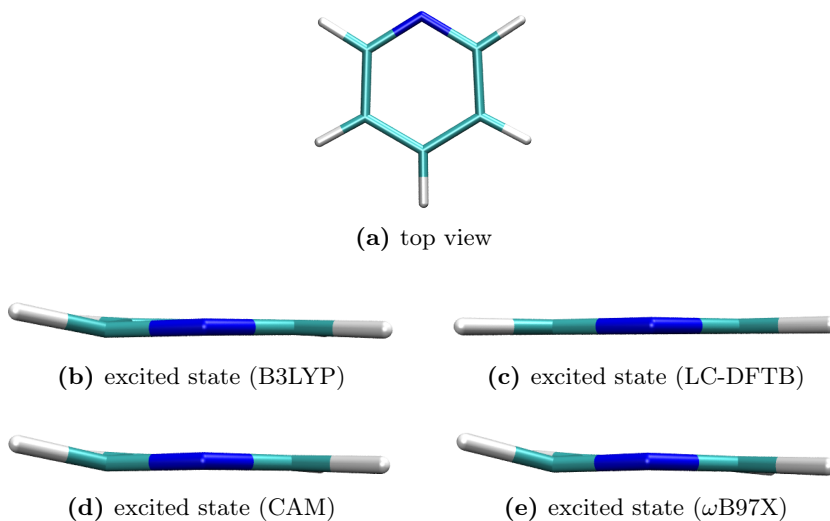 (a) top view
(b) excited state (B3LYP)
(c) excited state (LC-DFTB)
(d) excited state (CAM)
(e) excited state (ωB97X)